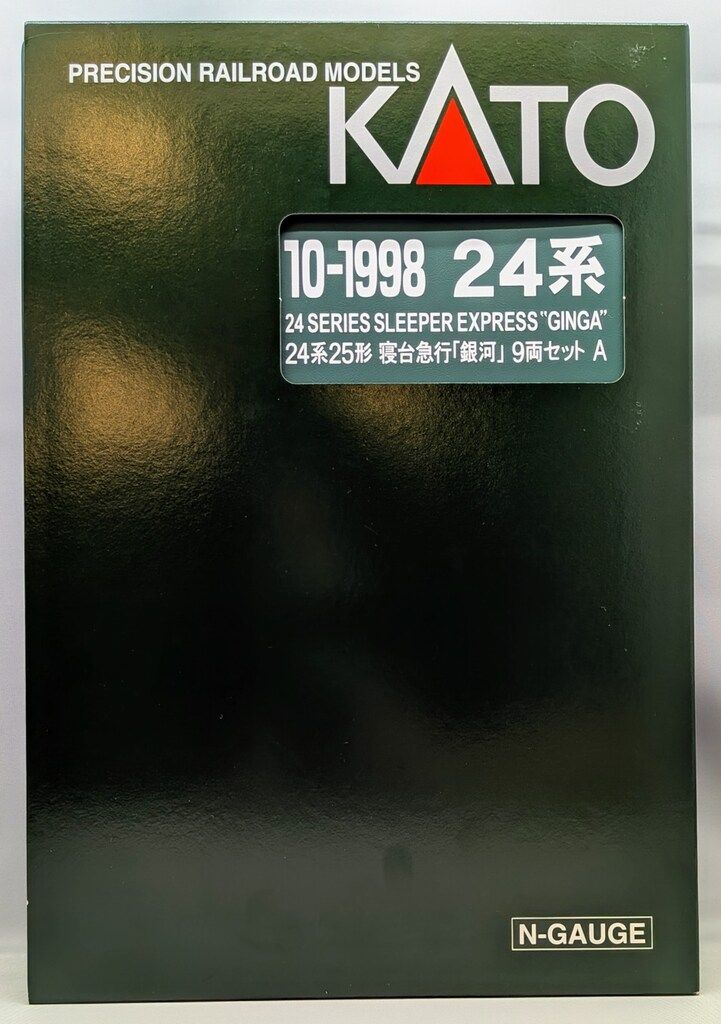 PRECISION RAILROAD MODELS
KATO
10-1998 24系
24 SERIES SLEEPER EXPRESS "GINGA"
24系25形 寝台急行「銀河」 9両セット A
N-GAUGE